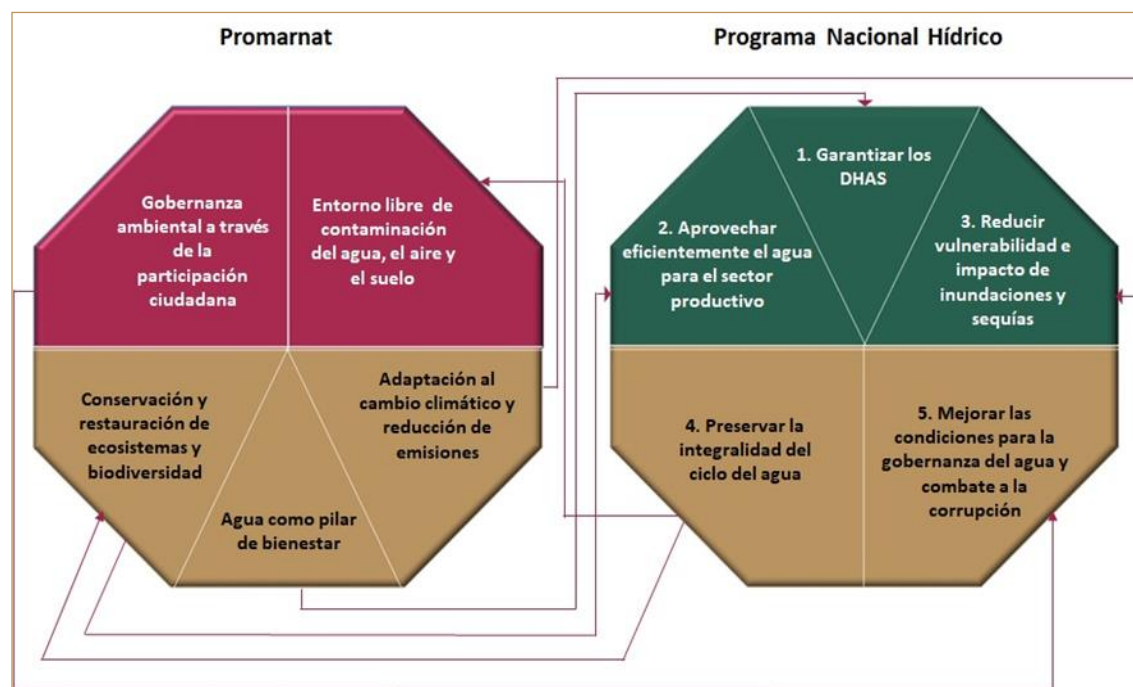 Promarnat
Programa Nacional Hídrico
Gobernanza
ambiental a través
de la
participación
ciudadana
Entorno libre de
contaminación
del agua, el aire y
el suelo
Conservación y
restauración de
ecosistemas y
biodiversidad
Agua como pilar
de bienestar
Adaptación al
cambio climático y
reducción de
emisiones
1. Garantizar los
DHAS
2. Aprovechar
eficientemente el agua
para el sector
productivo
3. Reducir
vulnerabilidad e
impacto de
inundaciones y
sequías
4. Preservar la
integralidad del
ciclo del agua
5. Mejorar las
condiciones para la
gobernanza del agua y
combate a la
corrupción